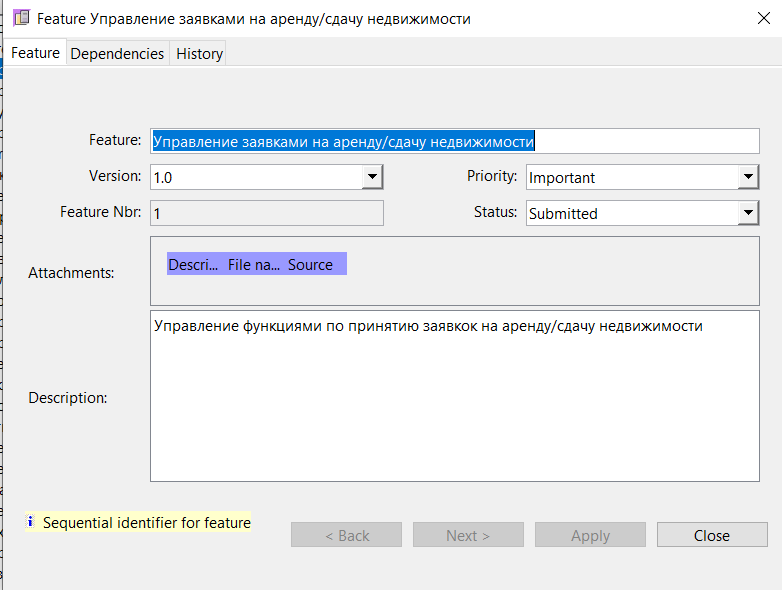 Feature Управление заявками на аренду/сдачу недвижимости
Feature Dependencies History
Feature: Управление заявками на аренду/сдачу недвижимости
Version: 1.0 Priority: Important
Feature Nbr: 1 Status: Submitted
Attachments: Descri... File na... Source
Управление функциями по принятию заявкок на аренду/сдачу недвижимости
Description:
i Sequential identifier for feature
< Back Next > Apply Close